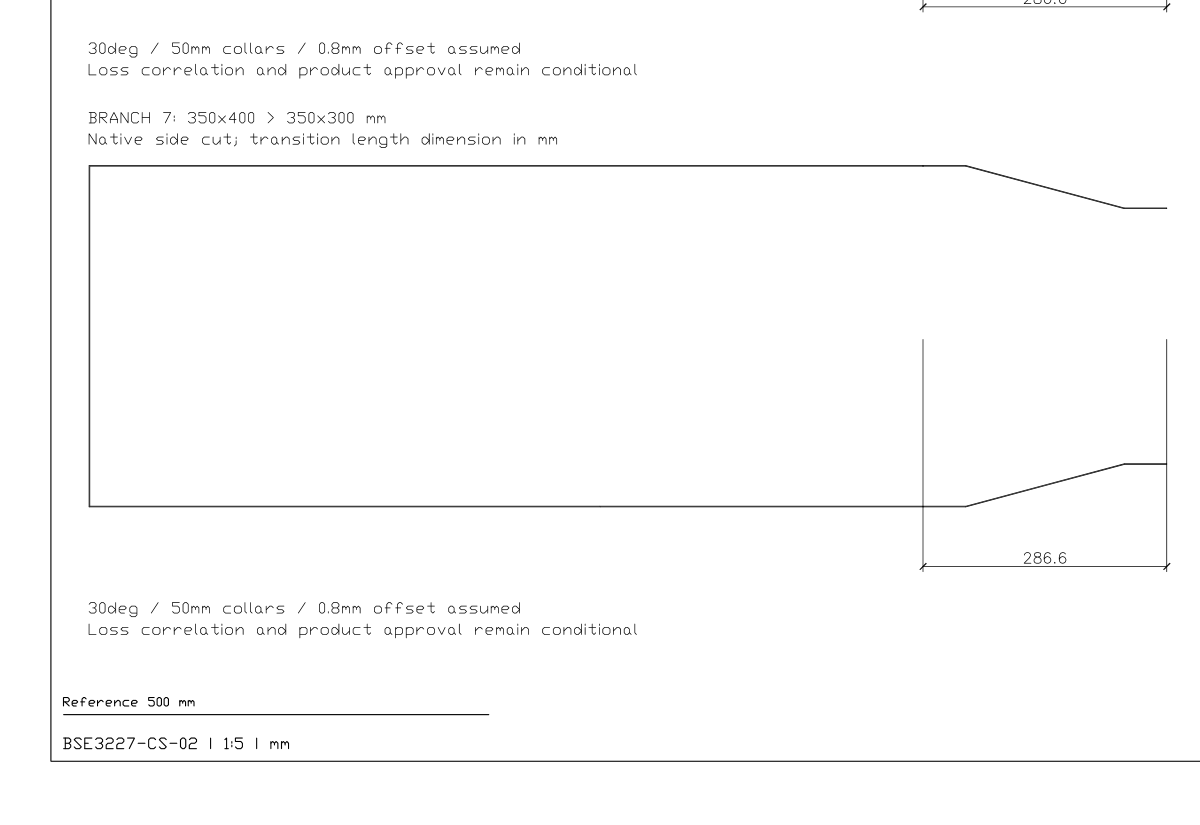 30deg / 50mm collars / 0.8mm offset assumed
Loss correlation and product approval remain conditional
BRANCH 7: 350x400 > 350x300 mm
Native side cut; transition length dimension in mm
286.6
30deg / 50mm collars / 0.8mm offset assumed
Loss correlation and product approval remain conditional
Reference 500 mm
BSE3227-CS-02 | 1:5 | mm